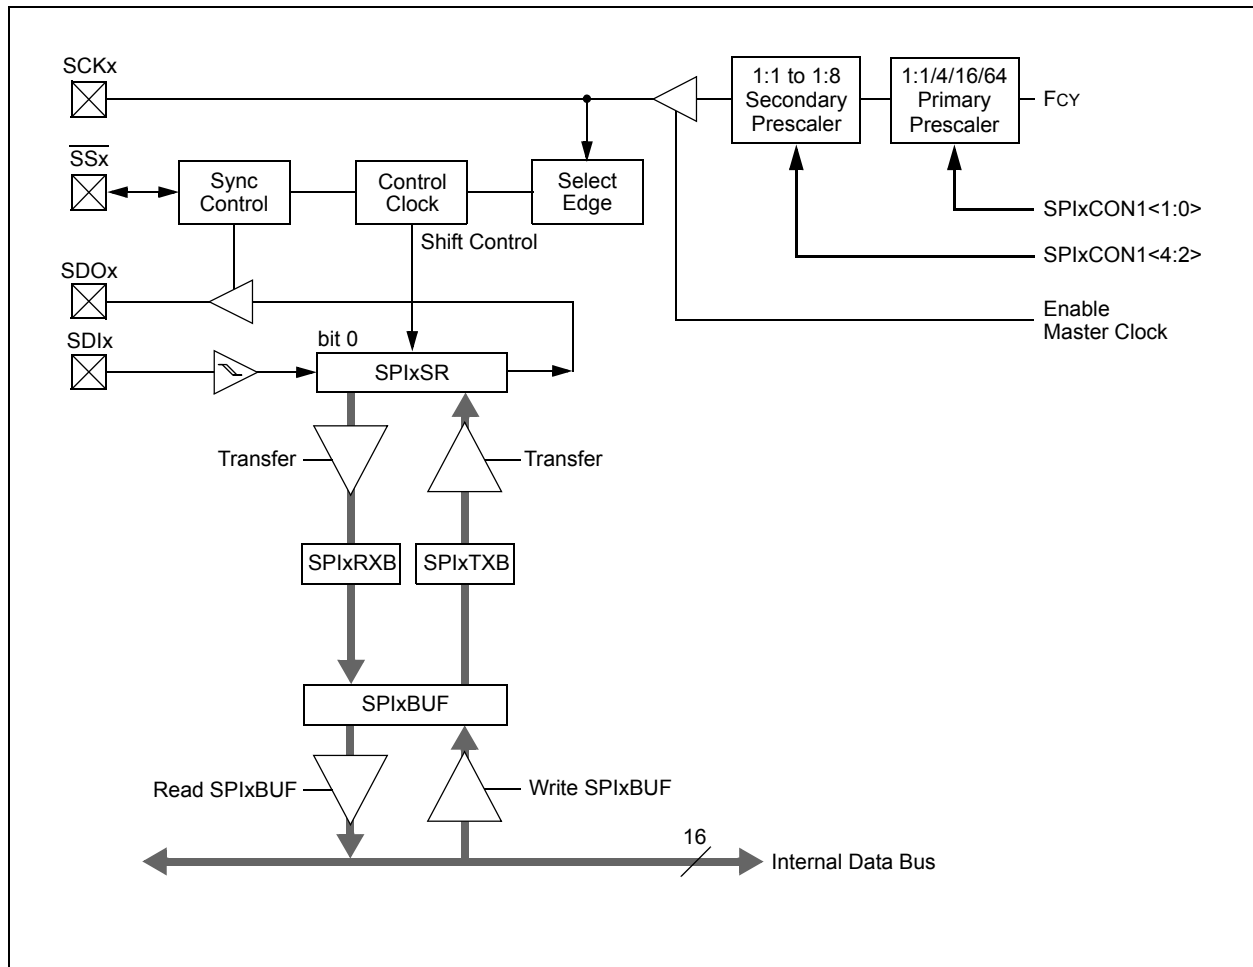 SCKx
1:1 to 1:8
Secondary
Prescaler
1:1/4/16/64
Primary
Prescaler
FCY
SSx
Sync
Control
Control
Clock
Select
Edge
SPIxCON1<1:0>
Shift Control
SPIxCON1<4:2>
SDOx
Enable
Master Clock
SDIx
bit 0
SPIxSR
Transfer
Transfer
SPIxRXB
SPIxTXB
SPIxBUF
Read SPIxBUF
Write SPIxBUF
16
Internal Data Bus